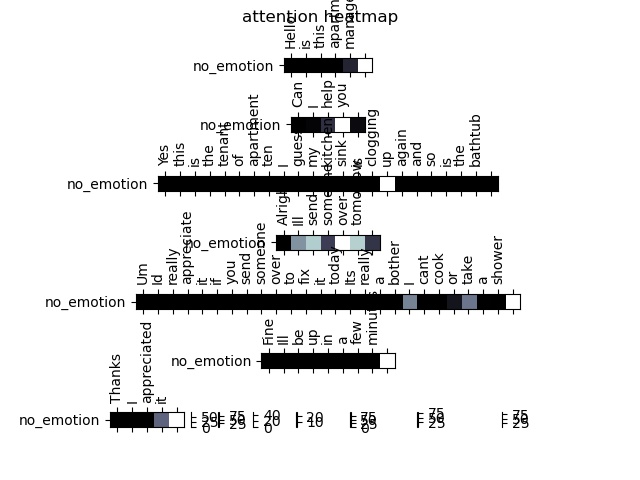 attention heatmap
Hello is this
no_emotion
Can I help you
no_emotion
Yes this is the tenant of apartment ten I guess my kitchen sink is clogging up again and so is the bathtub
no_emotion
Ill send someone over tomorrow
no_emotion
Um Id really appreciate it if you send someone over to fix it today Its really a bother I cant cook or take a shower
no_emotion
Fine Ill be up in a few minutes
no_emotion
Thanks I appreciated it
no_emotion
50 75 40 20 75 75 75
25 50 20 10 50 50 50
0 25 0 0 25 25